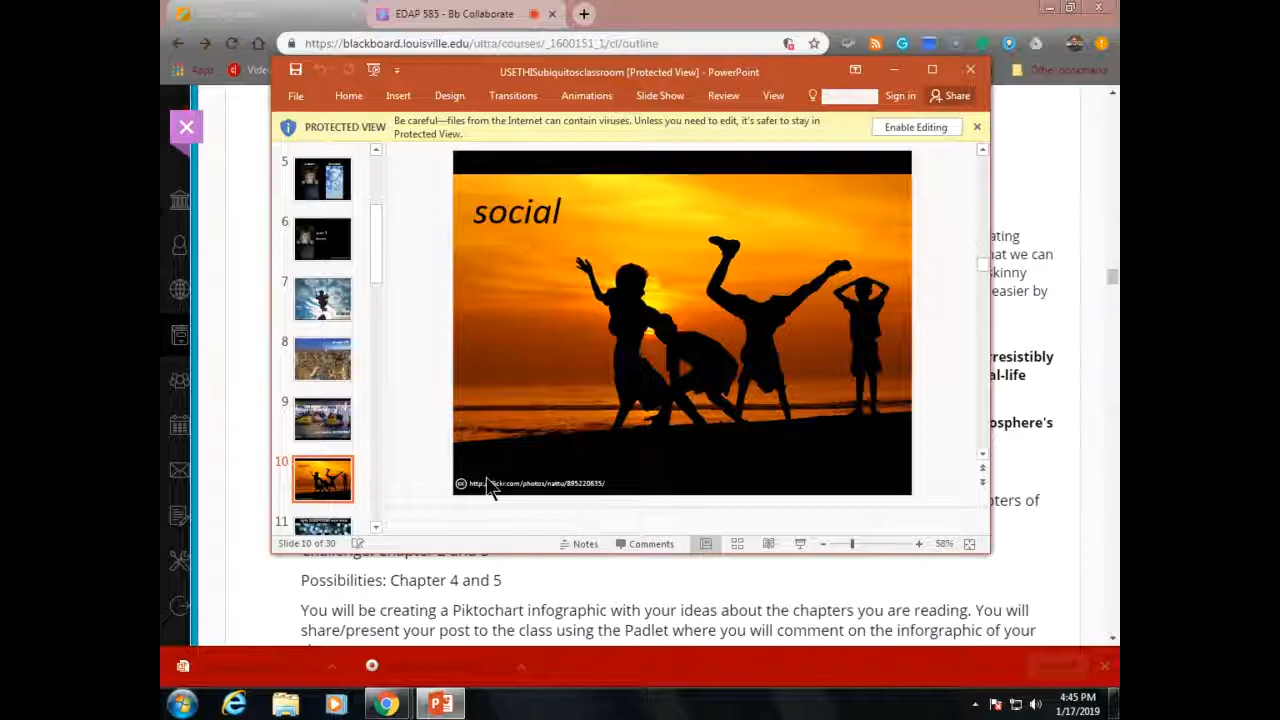 EDAP 585 - Bb Collaborate
https://blackboard.louisville.edu/ultra/courses/_1600151_1/cl/outline
Apps
Other bookmarks
USETHISubiquitosclassroom [Protected View] - PowerPoint
File Home Insert Design Transitions Animations Slide Show Review View Sign in Share
PROTECTED VIEW
Be careful—files from the Internet can contain viruses. Unless you need to edit, it's safer to stay in
Protected View.
Enable Editing
5
6
7
8
9
10
11
social
Slide 10 of 30
Notes
Comments
58%
ating
hat we can
skinny
easier by
rresistibly
al-life
osphere's
pters of
Possibilities: Chapter 4 and 5
You will be creating a Piktochart infographic with your ideas about the chapters you are reading. You will
share/present your post to the class using the Padlet where you will comment on the inforgraphic of your
4:45 PM
1/17/2019